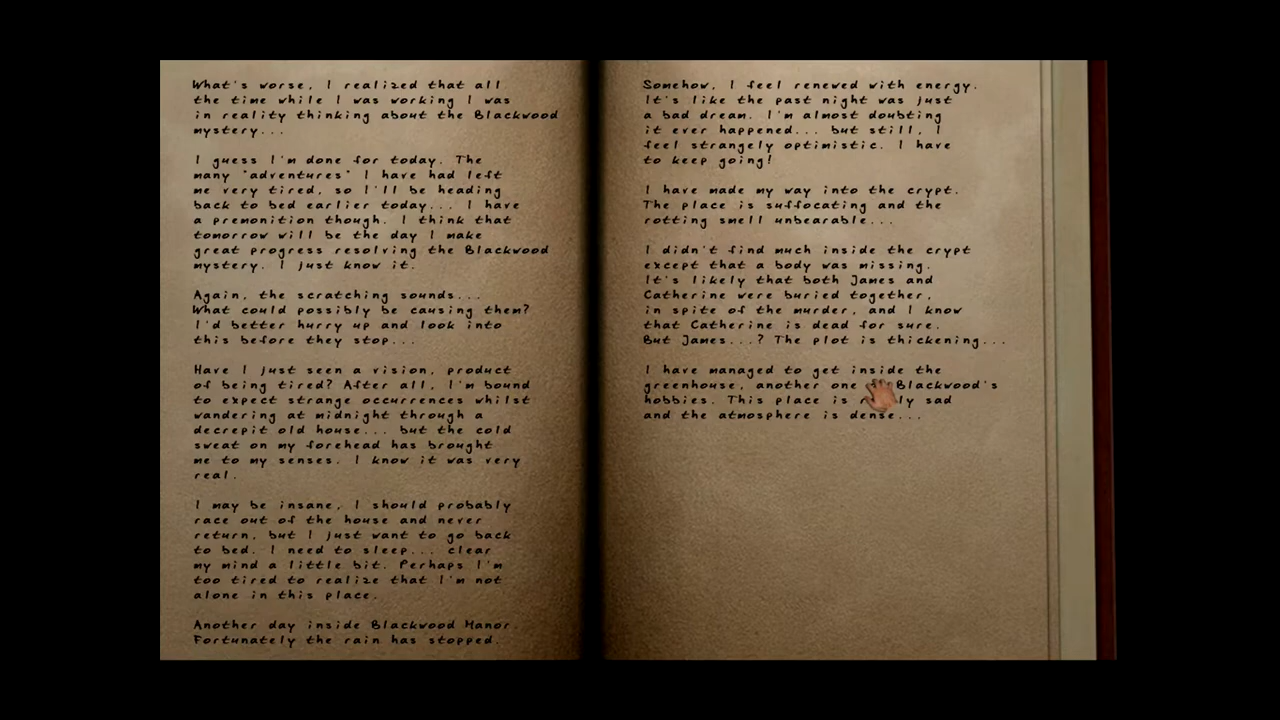 What's worse, I realized that all
the time while I was working I was
in reality thinking about the Blackwood
mystery...
I guess I'm done for today. The
many "adventures" I have had left
me very tired, so I'll be heading
back to bed earlier today... I have
a premonition though. I think that
tomorrow will be the day I make
great progress resolving the Blackwood
mystery. I just know it.
Again, the scratching sounds...
What could possibly be causing them?
I'd better hurry up and look into
this before they stop...
Have I just seen a vision, product
of being tired? After all, I'm bound
to expect strange occurrences whilst
wandering at midnight through a
decrepit old house... but the cold
sweat on my forehead has brought
me to my senses. I know it was very
real.
I may be insane, I should probably
race out of the house and never
return, but I just want to go back
to bed. I need to sleep... clear
my mind a little bit. Perhaps I'm
too tired to realize that I'm not
alone in this place.
Another day inside Blackwood Manor.
Fortunately the rain has stopped.
Somehow, I feel renewed with energy.
It's like the past night was just
a bad dream. I'm almost doubting
it ever happened... but still, I
feel strangely optimistic. I have
to keep going!
I have made my way into the crypt.
The place is suffocating and the
rotting smell unbearable...
I didn't find much inside the crypt
except that a body was missing.
It's likely that both James and
Catherine were buried together,
in spite of the murder, and I know
that Catherine is dead for sure.
But James...? The plot is thickening...
I have managed to get inside the
greenhouse, another one Blackwood's
hobbies. This place is sad
and the atmosphere is dense...